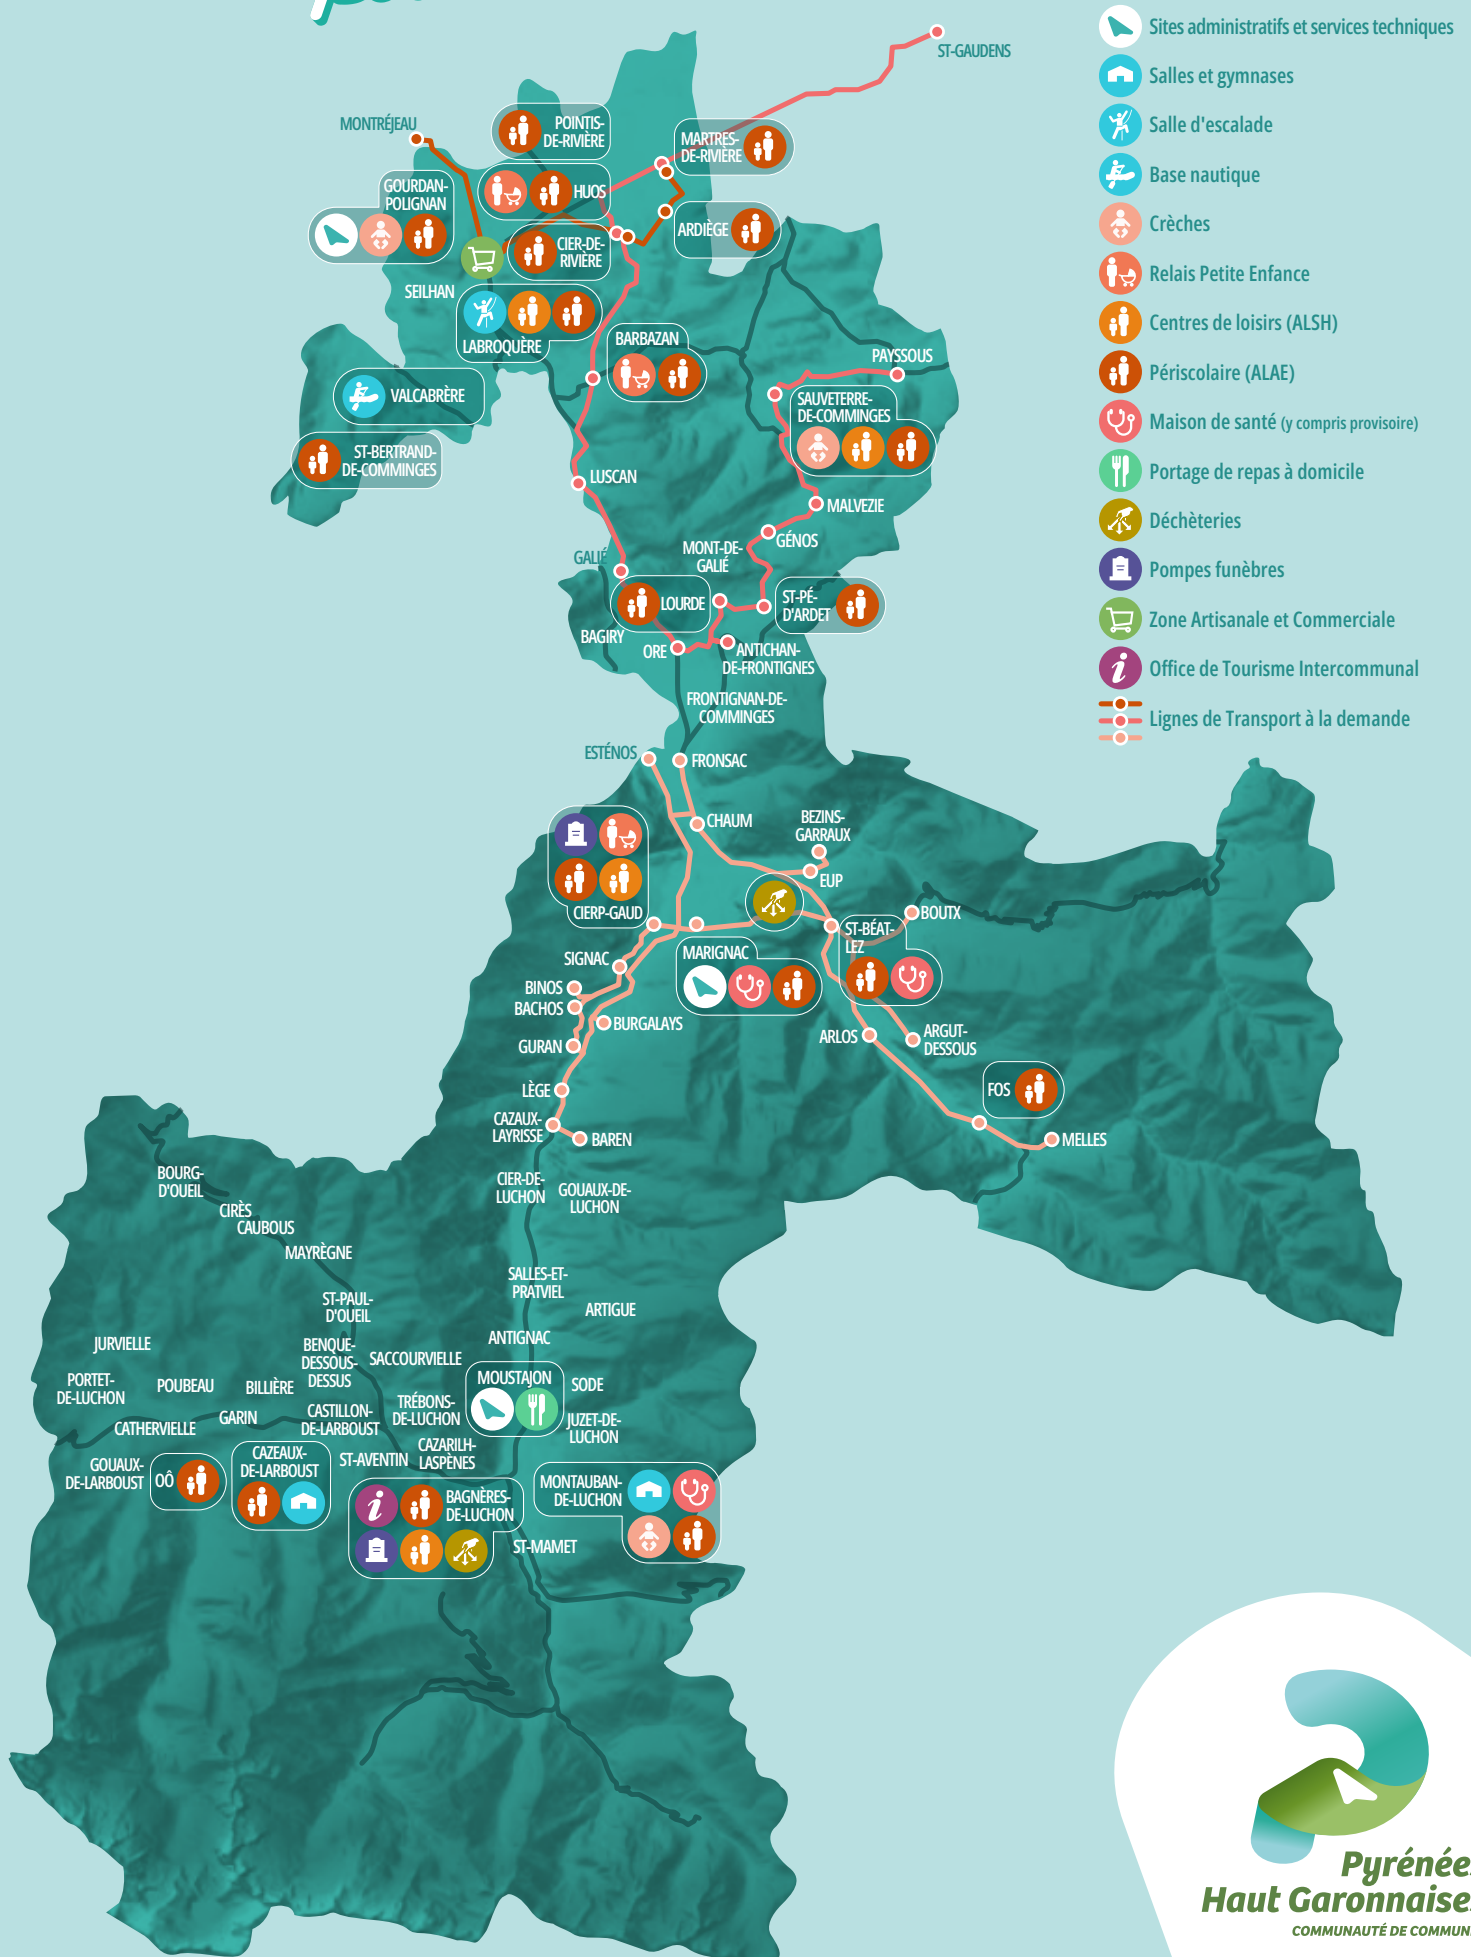 Sites administratifs et services techniques
Salles et gymnases
Salle d'escalade
Base nautique
Crèches
Relais Petite Enfance
Centres de loisirs (ALSH)
Périscolaire (ALAE)
Maison de santé (y compris provisoire)
Portage de repas à domicile
Déchèteries
Pompes funèbres
Zone Artisanale et Commerciale
Office de Tourisme Intercommunal
Lignes de Transport à la demande
ST-GAUDENS
MONTRÉJEAU
POINTIS-
DE-RIVIÈRE
MARTRES-
DE-RIVIÈRE
GOURDAN-
POLIGNAN
HUOS
ARDIÈGE
CIER-DE-
RIVIÈRE
SEILHAN
LABROQUÈRE
BARBAZAN
PAYSSOUS
VALCABRÈRE
SAUVETERRE-
DE-COMMINGES
ST-BERTRAND-
DE-COMMINGES
LUSCAN
MALVEZIE
GÉNOS
MONT-DE-
GALIÉ
GALIÉ
LOURDE
ST-PÉ-
D'ARDET
BAGIRY
ORE
ANTICHAN-
DE-FRONTIGNES
FRONTIGNAN-DE-
COMMINGES
ESTÉNOS
FRONSAC
CHAUM
BEZINS-
GARRAUX
EUP
CIERP-GAUD
BOUTX
ST-BÉAT-
LEZ
MARIGNAC
SIGNAC
BINOS
BACHOS
BURGALAYS
GURAN
ARLOS
ARGUT-
DESSOUS
LÈGE
FOS
CAZAUX-
LAYRISSE
BAREN
MELLES
CIER-DE-
LUCHON
GOUAUX-DE-
LUCHON
BOURG-
D'OUEIL
CIRÈS
CAUBOUS
MAYRÈGNE
SALLES-ET-
PRATVIEL
ARTIGUE
ST-PAUL-
D'OUEIL
ANTIGNAC
JURVIELLE
BENQUE-
DESSOUS-
DESSUS
SACCOURVIELLE
PORTET-
DE-LUCHON
POUBEAU
BILLIÈRE
MOUSTAJON
SODE
TRÉBONS-
DE-LUCHON
CASTILLON-
DE-LARBOUST
GARIN
CATHERVIELLE
JUZET-DE-
LUCHON
CAZARILH-
LASPÈNES
ST-AVENTIN
CAZEAUX-
DE-LARBOUST
GOUAUX-
DE-LARBOUST
OÔ
MONTAUBAN-
DE-LUCHON
BAGNÈRES-
DE-LUCHON
ST-MAMET
Pyrénée
Haut Garonnaise
COMMUNAUTÉ DE COMMUN